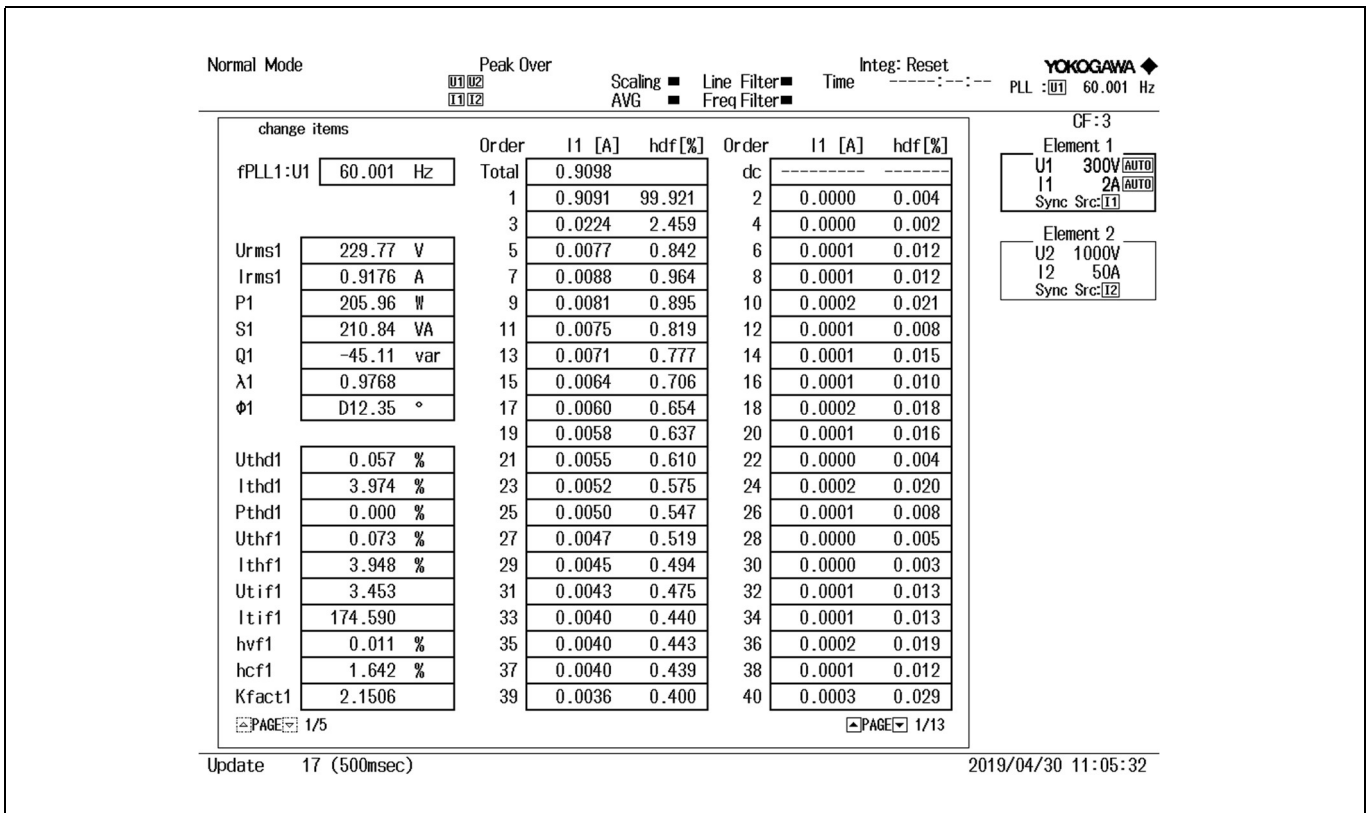 Normal Mode Peak Over Integ: Reset YOKOGAWA
U1 U2 Scaling Line Filter Time -----:--:-- PLL :U1 60.001 Hz
I1 I2 AVG Freq Filter
change items CF:3
Order I1 [A] hdf[%] Order I1 [A] hdf[%] Element 1
fPLL1:U1 60.001 Hz Total 0.9098 dc --------- ------- U1 300V AUTO
1 0.9091 99.921 2 0.0000 0.004 I1 2A AUTO
Sync Src:I1
3 0.0224 2.459 4 0.0000 0.002 Element 2
Urms1 229.77 V 5 0.0077 0.842 6 0.0001 0.012 U2 1000V
Irms1 0.9176 A 7 0.0088 0.964 8 0.0001 0.012 I2 50A
P1 205.96 W 9 0.0081 0.895 10 0.0002 0.021 Sync Src:I2
S1 210.84 VA 11 0.0075 0.819 12 0.0001 0.008
Q1 -45.11 var 13 0.0071 0.777 14 0.0001 0.015
λ1 0.9768 15 0.0064 0.706 16 0.0001 0.010
Φ1 D12.35 ° 17 0.0060 0.654 18 0.0002 0.018
19 0.0058 0.637 20 0.0001 0.016
Uthd1 0.057 % 21 0.0055 0.610 22 0.0000 0.004
Ithd1 3.974 % 23 0.0052 0.575 24 0.0002 0.020
Pthd1 0.000 % 25 0.0050 0.547 26 0.0001 0.008
Uthf1 0.073 % 27 0.0047 0.519 28 0.0000 0.005
Ithf1 3.948 % 29 0.0045 0.494 30 0.0000 0.003
Utif1 3.453 31 0.0043 0.475 32 0.0001 0.013
Itif1 174.590 33 0.0040 0.440 34 0.0001 0.013
hvf1 0.011 % 35 0.0040 0.443 36 0.0002 0.019
hcf1 1.642 % 37 0.0040 0.439 38 0.0001 0.012
Kfact1 2.1506 39 0.0036 0.400 40 0.0003 0.029
PAGE 1/5 PAGE 1/13
Update 17 (500msec) 2019/04/30 11:05:32